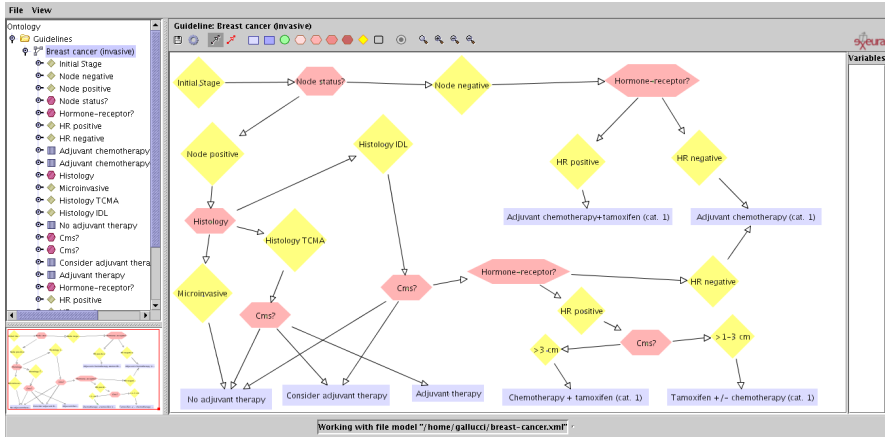 File View
Ontology
Guidelines
Breast cancer (invasive)
Initial Stage
Node negative
Node positive
Node status?
Hormone-receptor?
HR positive
HR negative
Adjuvant chemotherapy
Adjuvant chemotherapy
Histology
Microinvasive
Histology TCMA
Histology IDL
No adjuvant therapy
Cms?
Cms?
Consider adjuvant thera
Adjuvant therapy
Hormone-receptor?
HR positive
Guideline: Breast cancer (invasive)
exeura
Variables
Initial Stage
Node status?
Node negative
Hormone-receptor?
Node positive
Histology IDL
HR positive
HR negative
Histology
Adjuvant chemotherapy+tamoxifen (cat. 1)
Adjuvant chemotherapy (cat. 1)
Histology TCMA
Hormone-receptor?
Microinvasive
Cms?
HR negative
Cms?
HR positive
Cms?
>3 cm
>1-3 cm
No adjuvant therapy
Consider adjuvant therapy
Adjuvant therapy
Chemotherapy + tamoxifen (cat. 1)
Tamoxifen +/- chemotherapy (cat. 1)
Working with file model "/home/gallucci/breast-cancer.xml"